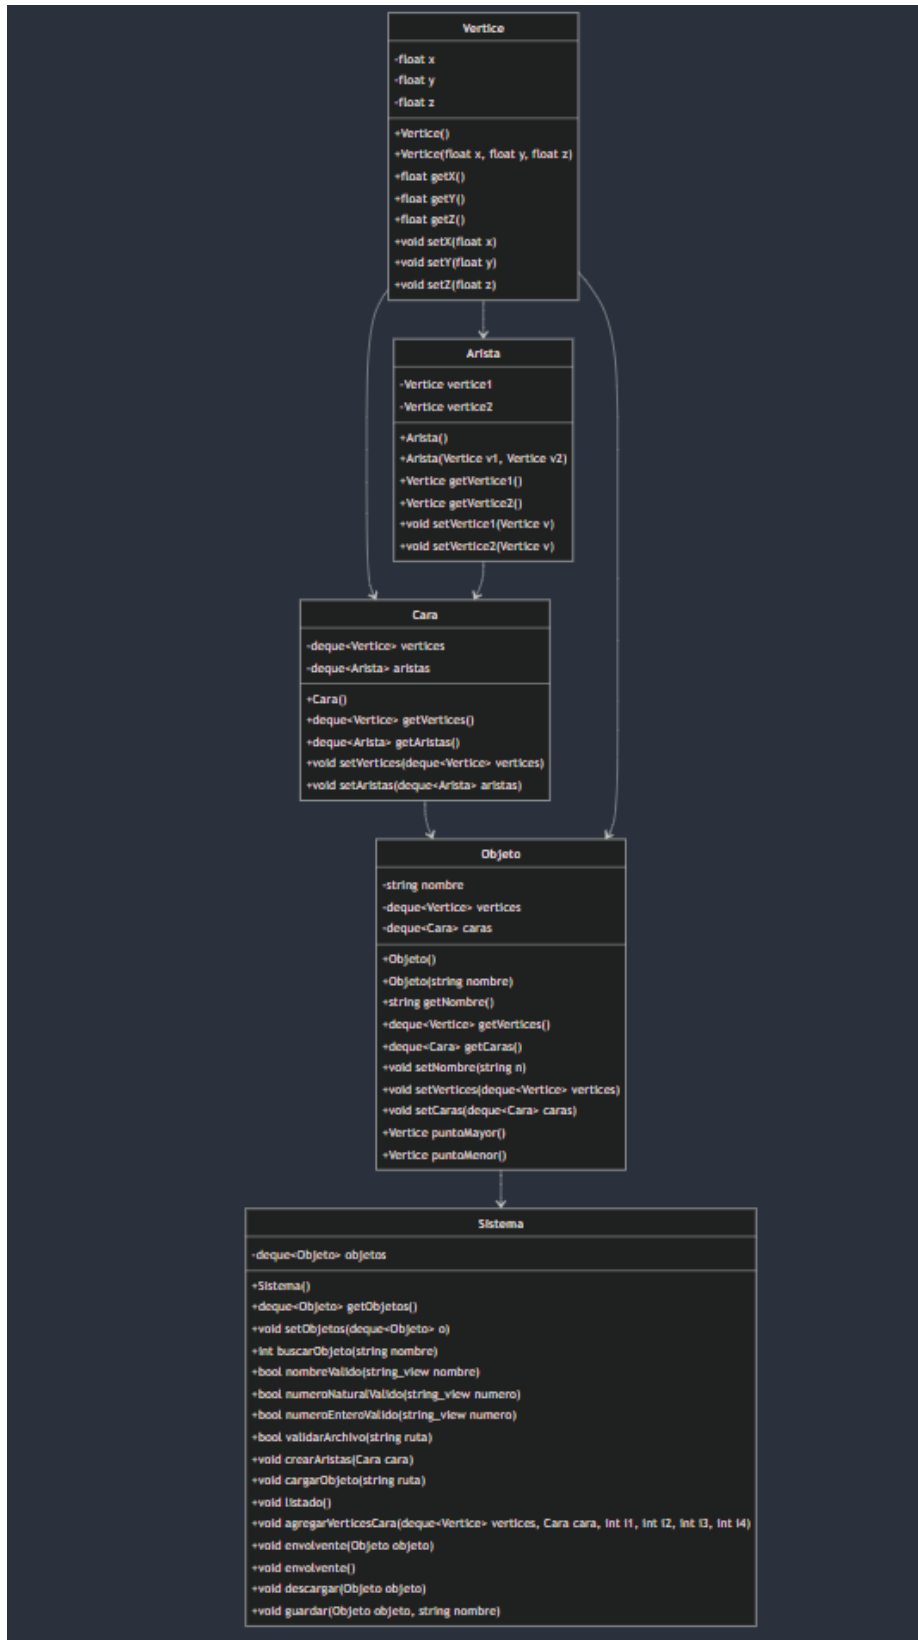 Vertice
-float x
-float y
-float z
+Vertice()
+Vertice(float x, float y, float z)
+float getX()
+float getY()
+float getZ()
+void setX(float x)
+void setY(float y)
+void setZ(float z)
Arista
-Vertice vertice1
-Vertice vertice2
+Arista()
+Arista(Vertice v1, Vertice v2)
+Vertice getVertice1()
+Vertice getVertice2()
+void setVertice1(Vertice v)
+void setVertice2(Vertice v)
Cara
-deque<Vertice> vertices
-deque<Arista> aristas
+Cara()
+deque<Vertice> getVertices()
+deque<Arista> getAristas()
+void setVertices(deque<Vertice> vertices)
+void setAristas(deque<Arista> aristas)
Objeto
-string nombre
-deque<Vertice> vertices
-deque<Cara> caras
+Objeto()
+Objeto(string nombre)
+string getNombre()
+deque<Vertice> getVertices()
+deque<Cara> getCaras()
+void setNombre(string n)
+void setVertices(deque<Vertice> vertices)
+void setCaras(deque<Cara> caras)
+Vertice puntoMayor()
+Vertice puntoMenor()
Sistema
-deque<Objeto> objetos
+Sistema()
+deque<Objeto> getObjetos()
+void setObjetos(deque<Objeto> o)
+int buscarObjeto(string nombre)
+bool nombreValido(string_view nombre)
+bool numeroNaturalValido(string_view numero)
+bool numeroEnteroValido(string_view numero)
+bool validarArchivo(string ruta)
+void crearAristas(Cara cara)
+void cargarObjeto(string ruta)
+void listado()
+void agregarVerticesCara(deque<Vertice> vertices, Cara cara, int i1, int i2, int i3, int i4)
+void envolvente(Objeto objeto)
+void envolvente()
+void descargar(Objeto objeto)
+void guardar(Objeto objeto, string nombre)